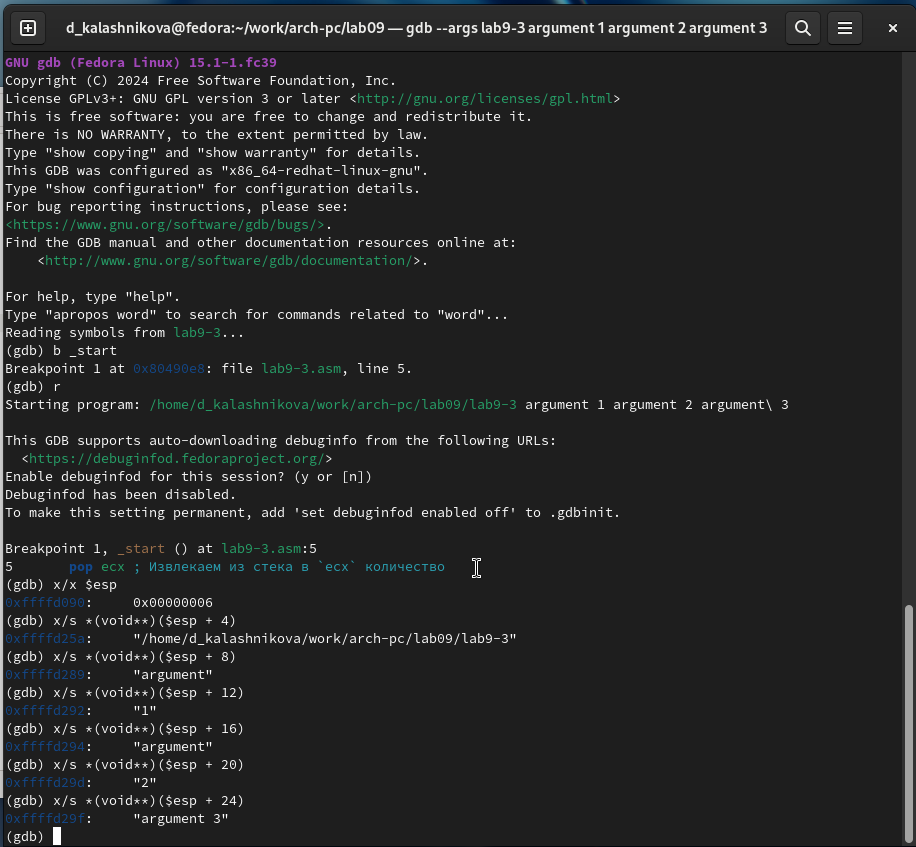 d_kalashnikova@fedora:~/work/arch-pc/lab09 — gdb --args lab9-3 argument 1 argument 2 argument 3
GNU gdb (Fedora Linux) 15.1-1.fc39
Copyright (C) 2024 Free Software Foundation, Inc.
License GPLv3+: GNU GPL version 3 or later <http://gnu.org/licenses/gpl.html>
This is free software: you are free to change and redistribute it.
There is NO WARRANTY, to the extent permitted by law.
Type "show copying" and "show warranty" for details.
This GDB was configured as "x86_64-redhat-linux-gnu".
Type "show configuration" for configuration details.
For bug reporting instructions, please see:
<https://www.gnu.org/software/gdb/bugs/>.
Find the GDB manual and other documentation resources online at:
    <http://www.gnu.org/software/gdb/documentation/>.
For help, type "help".
Type "apropos word" to search for commands related to "word"...
Reading symbols from lab9-3...
(gdb) b _start
Breakpoint 1 at 0x80490e8: file lab9-3.asm, line 5.
(gdb) r
Starting program: /home/d_kalashnikova/work/arch-pc/lab09/lab9-3 argument 1 argument 2 argument\ 3
This GDB supports auto-downloading debuginfo from the following URLs:
  <https://debuginfod.fedoraproject.org/>
Enable debuginfod for this session? (y or [n])
Debuginfod has been disabled.
To make this setting permanent, add 'set debuginfod enabled off' to .gdbinit.
Breakpoint 1, _start () at lab9-3.asm:5
5       pop ecx ; Извлекаем из стека в `ecx` количество
(gdb) x/x $esp
0xffffd090:     0x00000006
(gdb) x/s *(void**)($esp + 4)
0xffffd25a:     "/home/d_kalashnikova/work/arch-pc/lab09/lab9-3"
(gdb) x/s *(void**)($esp + 8)
0xffffd289:     "argument"
(gdb) x/s *(void**)($esp + 12)
0xffffd292:     "1"
(gdb) x/s *(void**)($esp + 16)
0xffffd294:     "argument"
(gdb) x/s *(void**)($esp + 20)
0xffffd29d:     "2"
(gdb) x/s *(void**)($esp + 24)
0xffffd29f:     "argument 3"
(gdb)